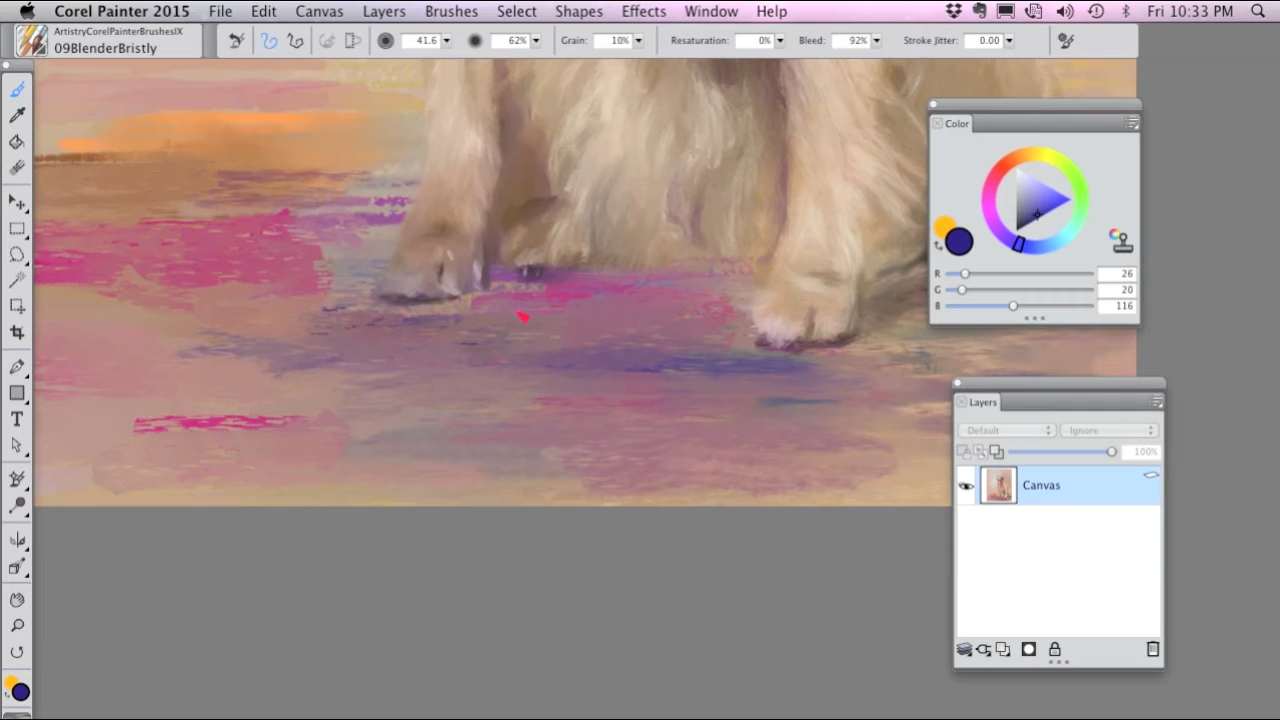 Corel Painter 2015 File Edit Canvas Layers Brushes Select Shapes Effects Window Help Fri 10:33 PM
ArtistryCorelPainterBrushesIX
09BlenderBristly
41.6 62% Grain: 10% Resaturation: 0% Bleed: 92% Stroke Jitter: 0.00
Color
R 26
G 20
B 116
Layers
Default Ignore
100%
Canvas
T